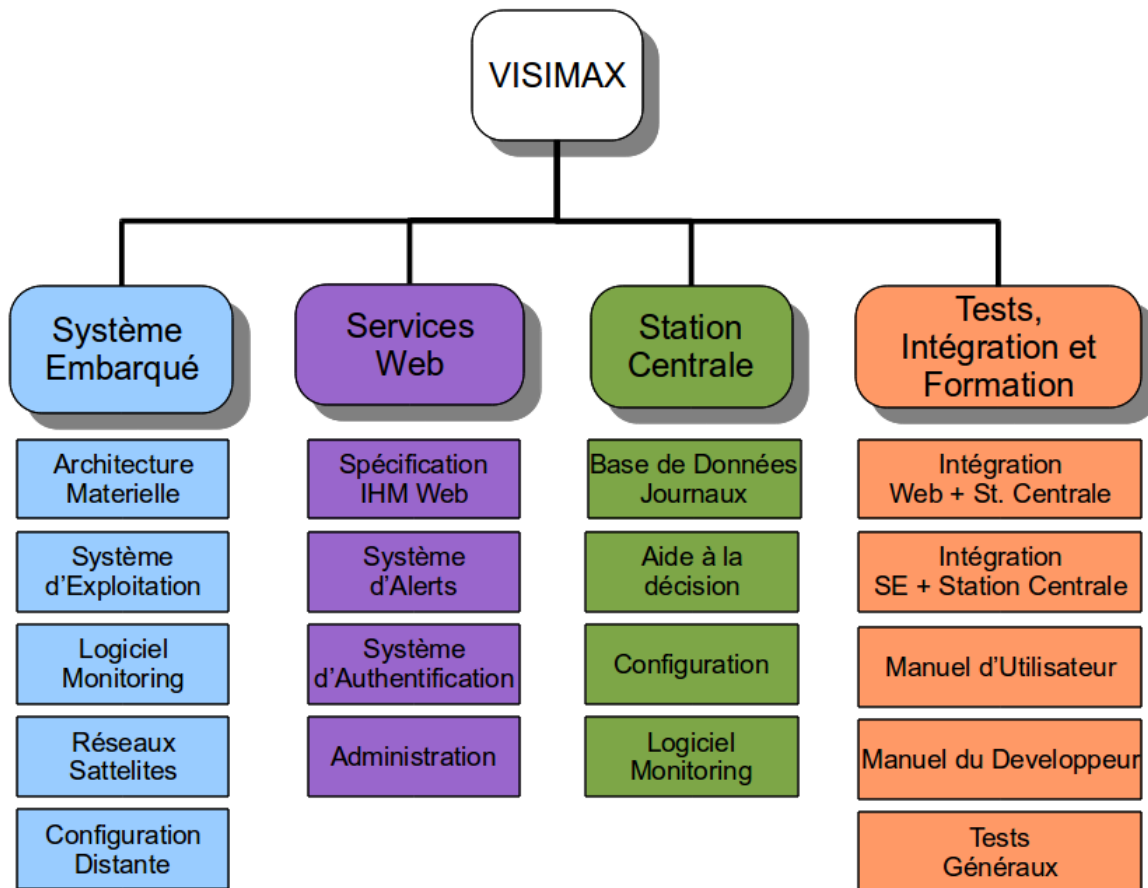 VISIMAX
Système
Embarqué
Services
Web
Station
Centrale
Tests,
Intégration et
Formation
Architecture
Materielle
Système
d'Exploitation
Logiciel
Monitoring
Réseaux
Sattelites
Configuration
Distante
Spécification
IHM Web
Système
d'Alerts
Système
d'Authentification
Administration
Base de Données
Journaux
Aide à la
décision
Configuration
Logiciel
Monitoring
Intégration
Web + St. Centrale
Intégration
SE + Station Centrale
Manuel d'Utilisateur
Manuel du Developpeur
Tests
Généraux